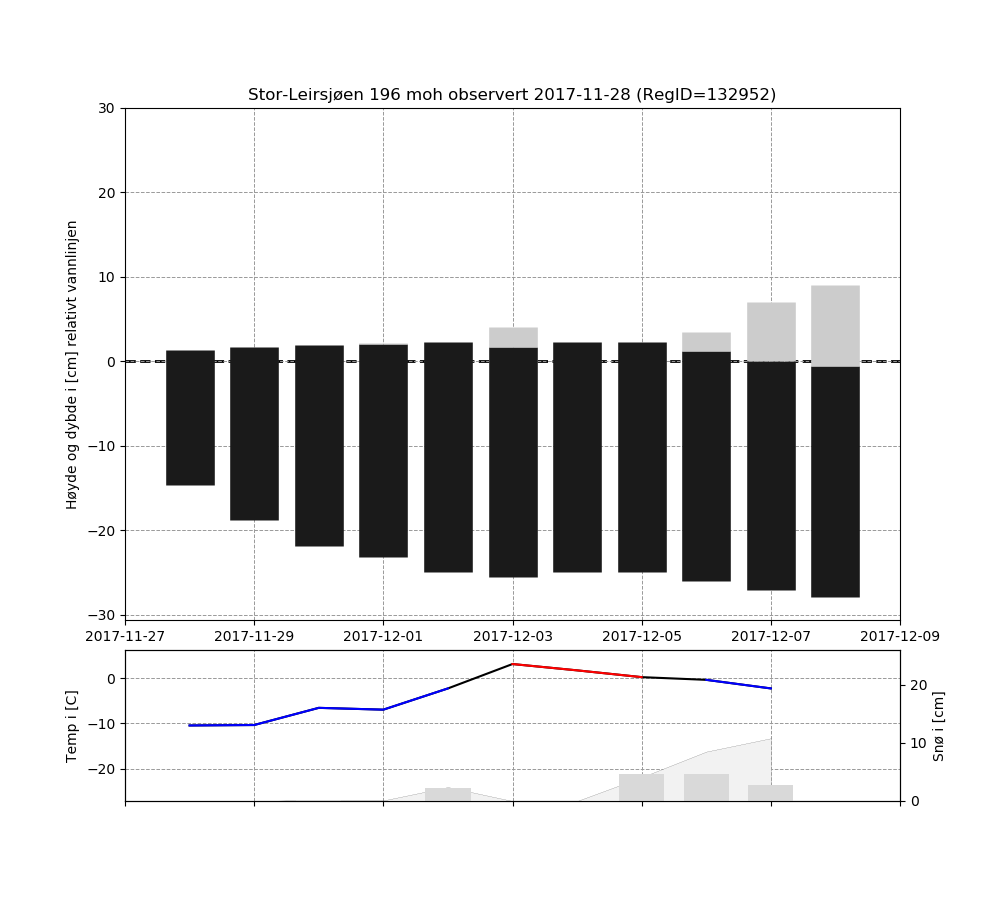 Stor-Leirsjøen 196 moh observert 2017-11-28 (RegID=132952)
Høyde og dybde i [cm] relativt vannlinjen
30
20
10
0
−10
−20
−30
2017-11-27 2017-11-29 2017-12-01 2017-12-03 2017-12-05 2017-12-07 2017-12-09
Temp i [C]
0
−10
−20
20
10
0
Snø i [cm]